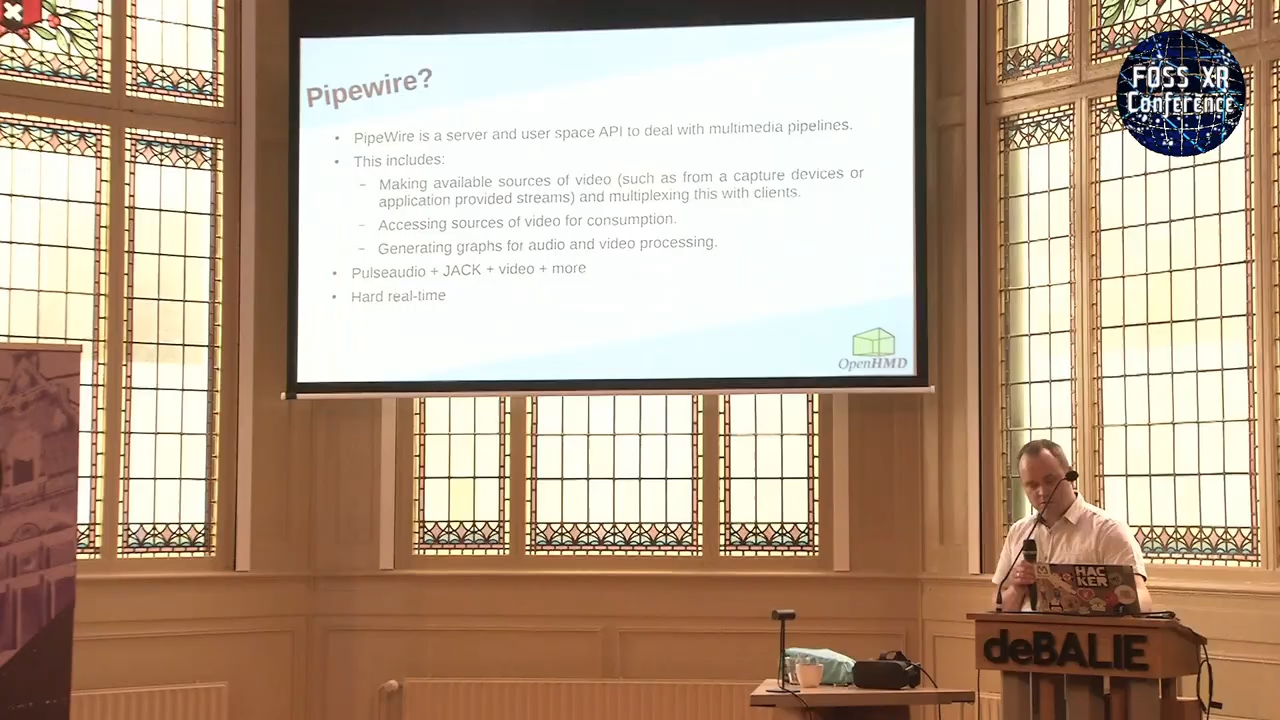 Pipewire?
• PipeWire is a server and user space API to deal with multimedia pipelines.
• This includes:
– Making available sources of video (such as from a capture devices or
application provided streams) and multiplexing this with clients.
– Accessing sources of video for consumption.
– Generating graphs for audio and video processing.
• Pulseaudio + JACK + video + more
• Hard real-time
OpenHMD
FOSS XR
Conference
HAC
KER
deBALIE